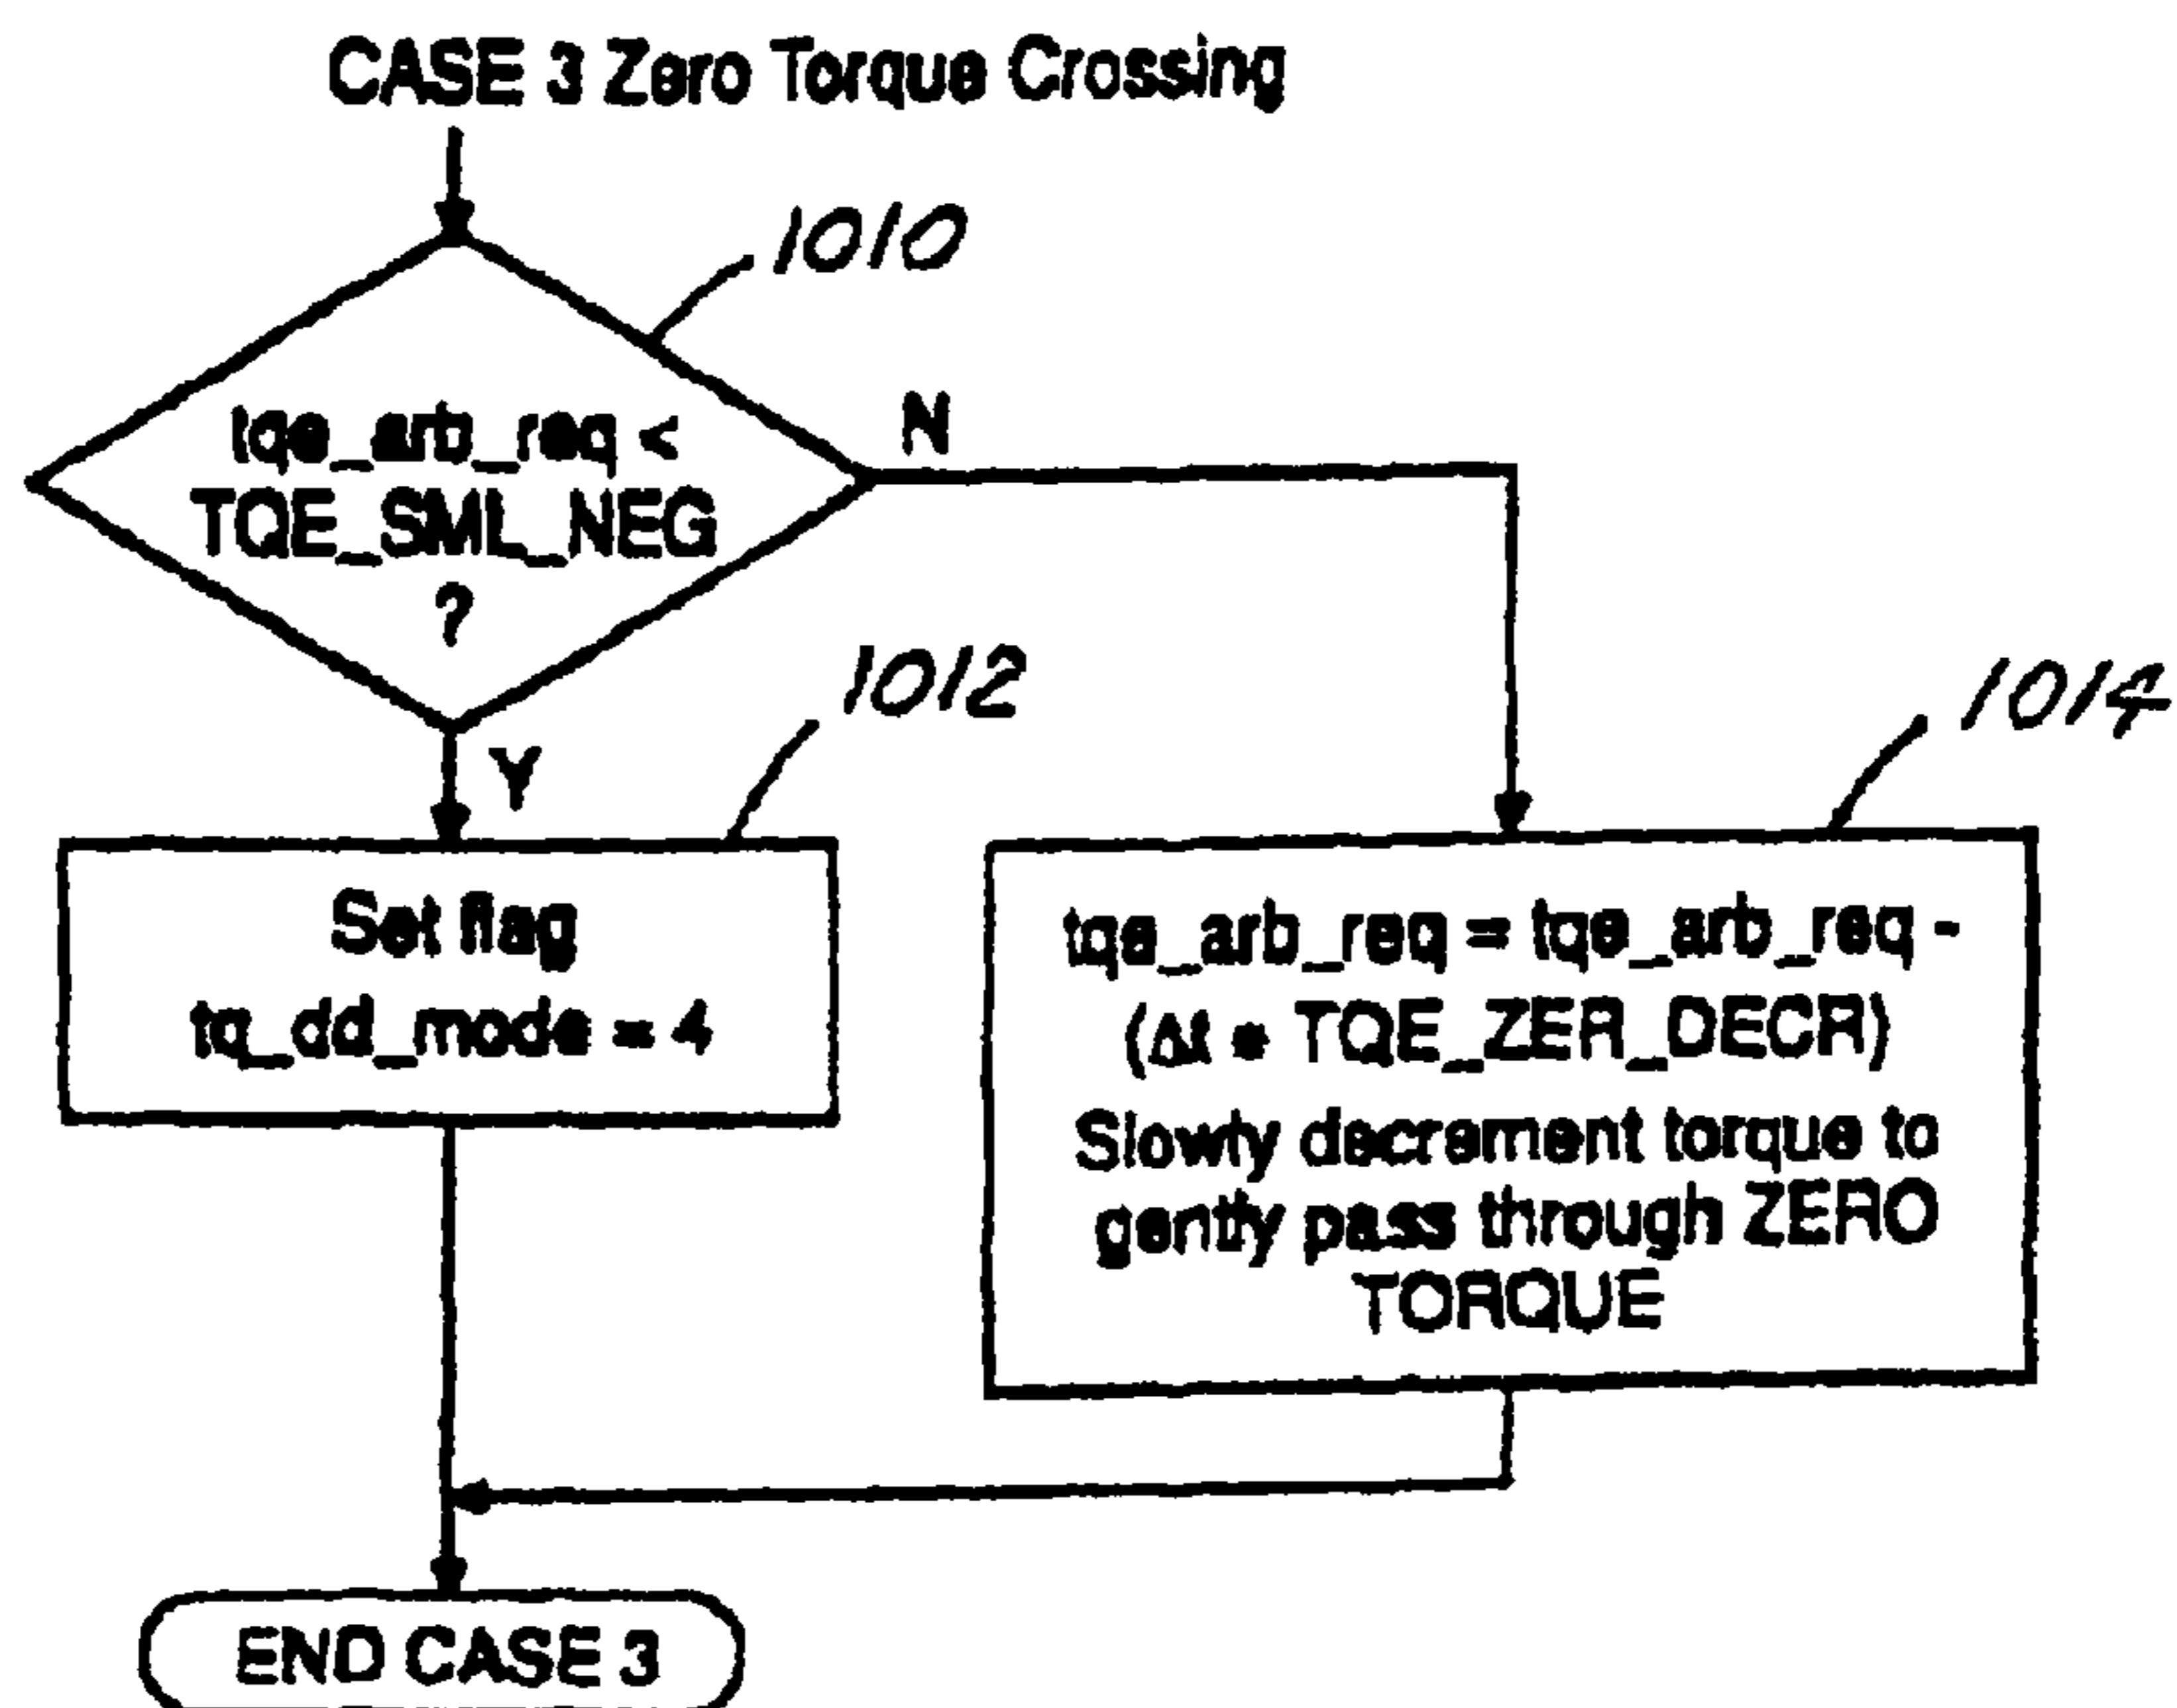 CASE 3 Zero Torque Crossing
1010
tqe_arb_req <
TQE_SML_NEG
?
N
Y
1012
1014
Set flag
tq_dd_mode = 4
tqe_arb_req = tqe_arb_req -
(Δt • TQE_ZER_DECR)
Slowly decrement torque to
gently pass through ZERO
TORQUE
END CASE 3